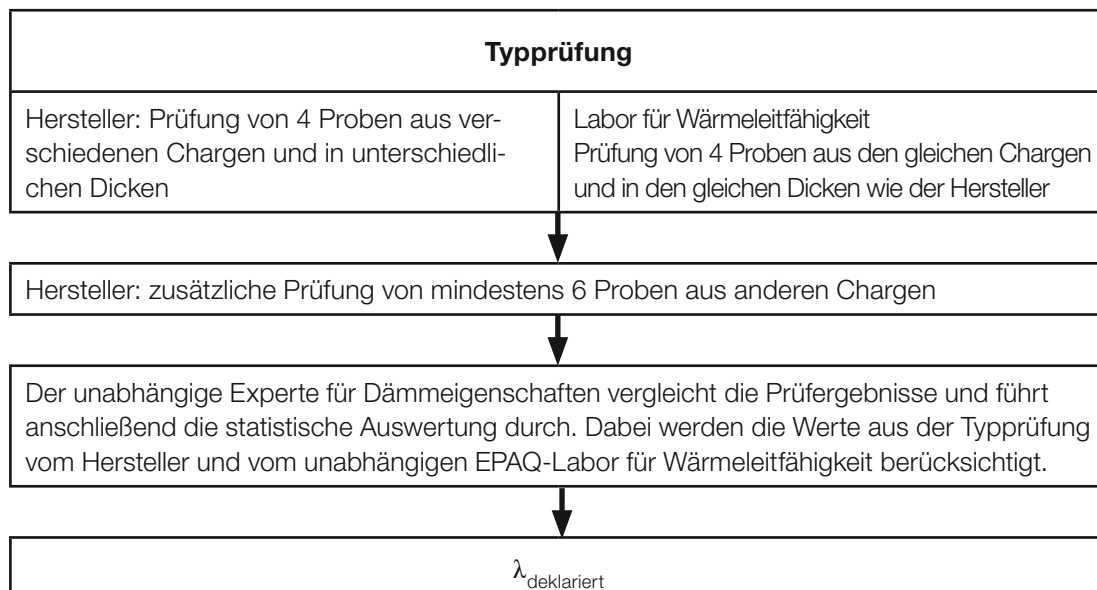 Typprüfung
Hersteller: Prüfung von 4 Proben aus ver-
schiedenen Chargen und in unterschiedli-
chen Dicken
Labor für Wärmeleitfähigkeit
Prüfung von 4 Proben aus den gleichen Chargen
und in den gleichen Dicken wie der Hersteller
Hersteller: zusätzliche Prüfung von mindestens 6 Proben aus anderen Chargen
Der unabhängige Experte für Dämmeigenschaften vergleicht die Prüfergebnisse und führt
anschließend die statistische Auswertung durch. Dabei werden die Werte aus der Typprüfung
vom Hersteller und vom unabhängigen EPAQ-Labor für Wärmeleitfähigkeit berücksichtigt.
λdeklariert